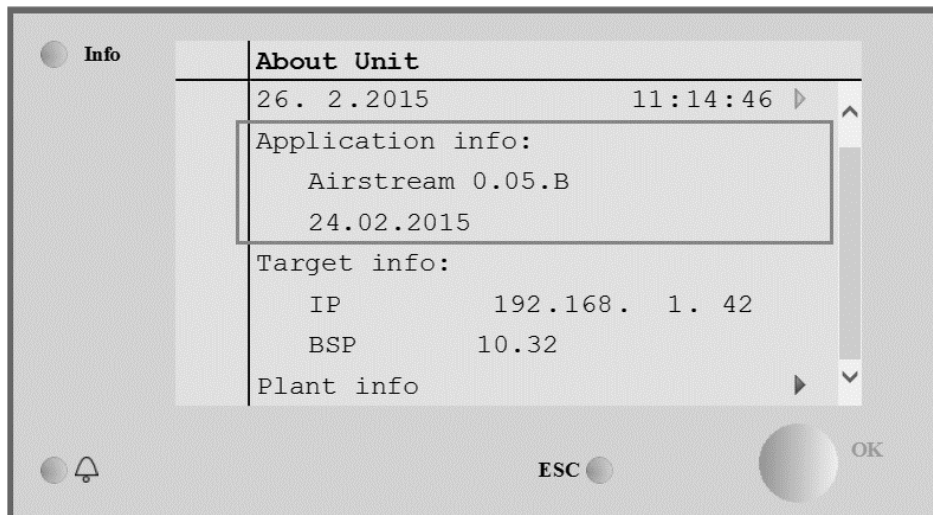 Info
About Unit
26. 2.2015 11:14:46
Application info:
Airstream 0.05.B
24.02.2015
Target info:
IP 192.168. 1. 42
BSP 10.32
Plant info
ESC
OK